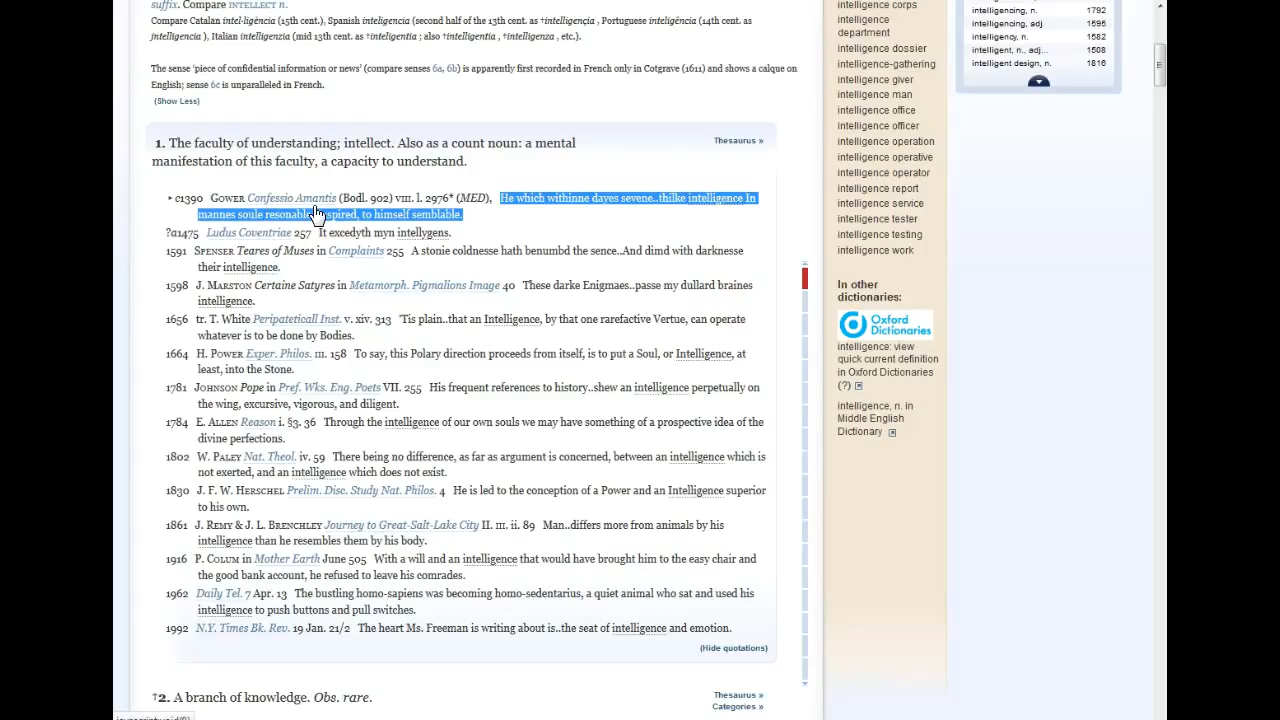 suffix. Compare INTELLECT n.
Compare Catalan intel·ligència (15th cent.), Spanish inteligencia (second half of the 13th cent. as †intelligençia , Portuguese inteligência (14th cent. as
jntelligencia ), Italian intelligenzia (mid 13th cent. as †intelligentia ; also †intelligentia , †intelligenza , etc.).
The sense ‘piece of confidential information or news’ (compare senses 6a, 6b) is apparently first recorded in French only in Cotgrave (1611) and shows a calque on
English; sense 6c is unparalleled in French.
(Show Less)
1. The faculty of understanding; intellect. Also as a count noun: a mental
manifestation of this faculty, a capacity to understand.
Thesaurus »
‣ c1390 GOWER Confessio Amantis (Bodl. 902) VIII. l. 2976* (MED), He which withinne dayes sevene..thilke intelligence In
mannes soule resonable spired, to himself semblable.
?a1475 Ludus Coventriae 257 It excedyth myn intellygens.
1591 SPENSER Teares of Muses in Complaints 255 A stonie coldnesse hath benumbd the sence..And dimd with darknesse
their intelligence.
1598 J. MARSTON Certaine Satyres in Metamorph. Pigmalions Image 40 These darke Enigmaes..passe my dullard braines
intelligence.
1656 tr. T. White Peripateticall Inst. v. xiv. 313 'Tis plain..that an Intelligence, by that one rarefactive Vertue, can operate
whatever is to be done by Bodies.
1664 H. POWER Exper. Philos. III. 158 To say, this Polary direction proceeds from itself, is to put a Soul, or Intelligence, at
least, into the Stone.
1781 JOHNSON Pope in Pref. Wks. Eng. Poets VII. 255 His frequent references to history..shew an intelligence perpetually on
the wing, excursive, vigorous, and diligent.
1784 E. ALLEN Reason i. §3. 36 Through the intelligence of our own souls we may have something of a prospective idea of the
divine perfections.
1802 W. PALEY Nat. Theol. iv. 59 There being no difference, as far as argument is concerned, between an intelligence which is
not exerted, and an intelligence which does not exist.
1830 J. F. W. HERSCHEL Prelim. Disc. Study Nat. Philos. 4 He is led to the conception of a Power and an Intelligence superior
to his own.
1861 J. REMY & J. L. BRENCHLEY Journey to Great-Salt-Lake City II. III. ii. 89 Man..differs more from animals by his
intelligence than he resembles them by his body.
1916 P. COLUM in Mother Earth June 505 With a will and an intelligence that would have brought him to the easy chair and
the good bank account, he refused to leave his comrades.
1962 Daily Tel. 7 Apr. 13 The bustling homo-sapiens was becoming homo-sedentarius, a quiet animal who sat and used his
intelligence to push buttons and pull switches.
1992 N.Y. Times Bk. Rev. 19 Jan. 21/2 The heart Ms. Freeman is writing about is..the seat of intelligence and emotion.
(Hide quotations)
†2. A branch of knowledge. Obs. rare.
Thesaurus »
Categories »
intelligence corps
intelligence
department
intelligence dossier
intelligence-gathering
intelligence giver
intelligence man
intelligence office
intelligence officer
intelligence operation
intelligence operative
intelligence operator
intelligence report
intelligence service
intelligence tester
intelligence testing
intelligence work
In other
dictionaries:
Oxford
Dictionaries
intelligence: view
quick current definition
in Oxford Dictionaries
(?)
intelligence, n. in
Middle English
Dictionary
intelligencing, n. 1792
intelligencing, adj. 1595
intelligency, n. 1582
intelligent, n., adj... 1508
intelligent design, n. 1816